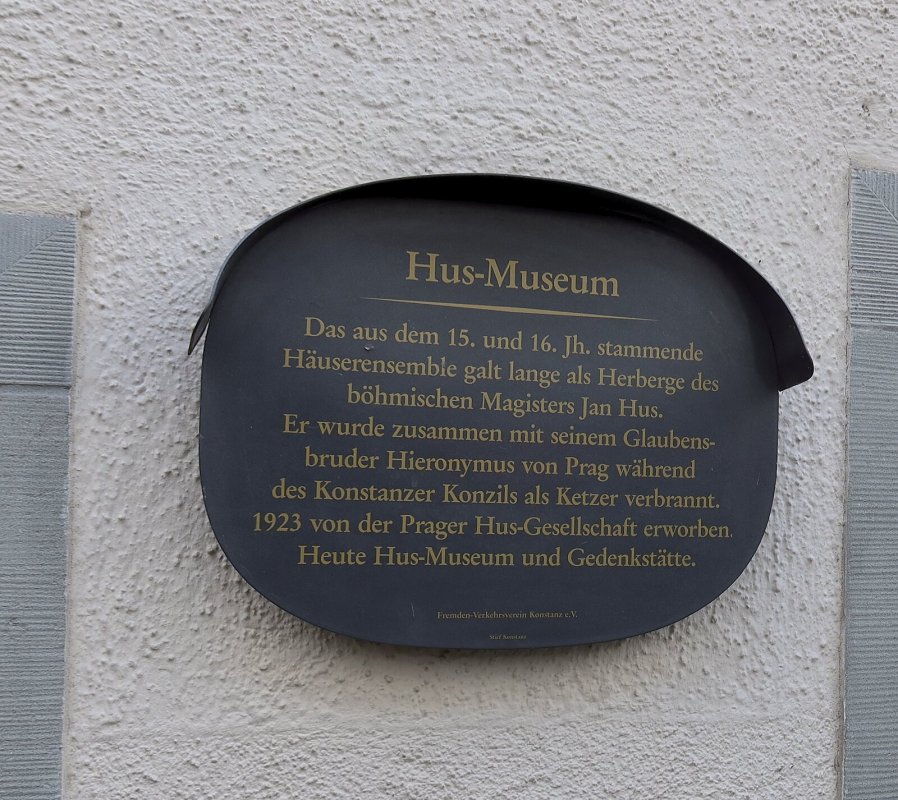 Hus-Museum
Das aus dem 15. und 16. Jh. stammende
Häuserensemble galt lange als Herberge des
böhmischen Magisters Jan Hus.
Er wurde zusammen mit seinem Glaubens-
bruder Hieronymus von Prag während
des Konstanzer Konzils als Ketzer verbrannt.
1923 von der Prager Hus-Gesellschaft erworben.
Heute Hus-Museum und Gedenkstätte.
Fremden-Verkehrsverein Konstanz e.V.
Konstanz